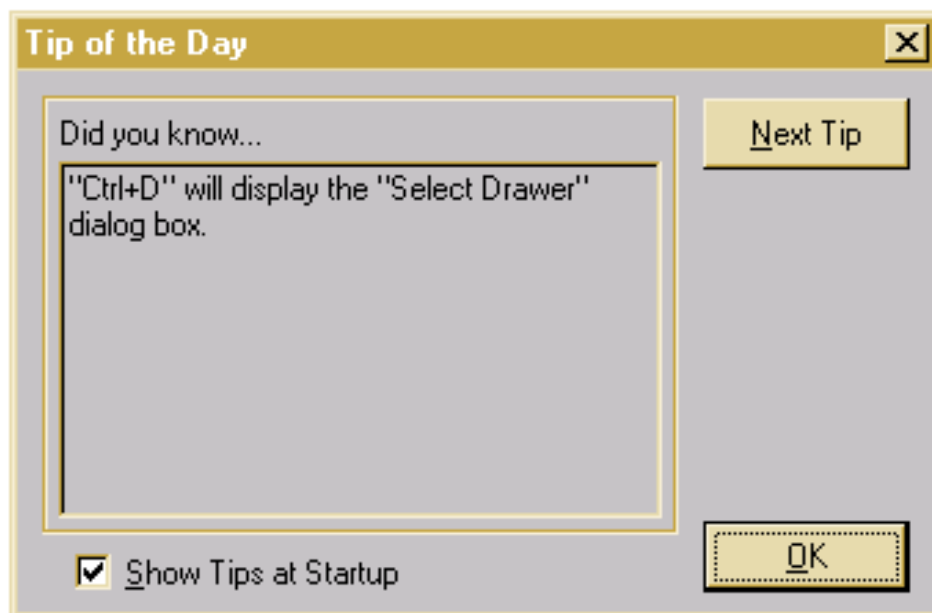 Tip of the Day
Did you know...
Next Tip
"Ctrl+D" will display the "Select Drawer"
dialog box.
Show Tips at Startup
OK